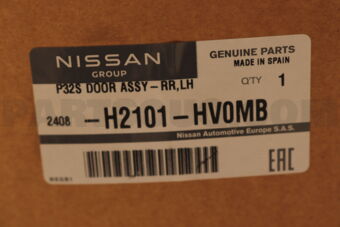 NISSAN
GROUP
GENUINE PARTS
MADE IN SPAIN
P32S DOOR ASSY-RR,LH
Q'TY 1
2408 -H2101-HV0MB
Nissan Automotive Europe S.A.S.
EAC